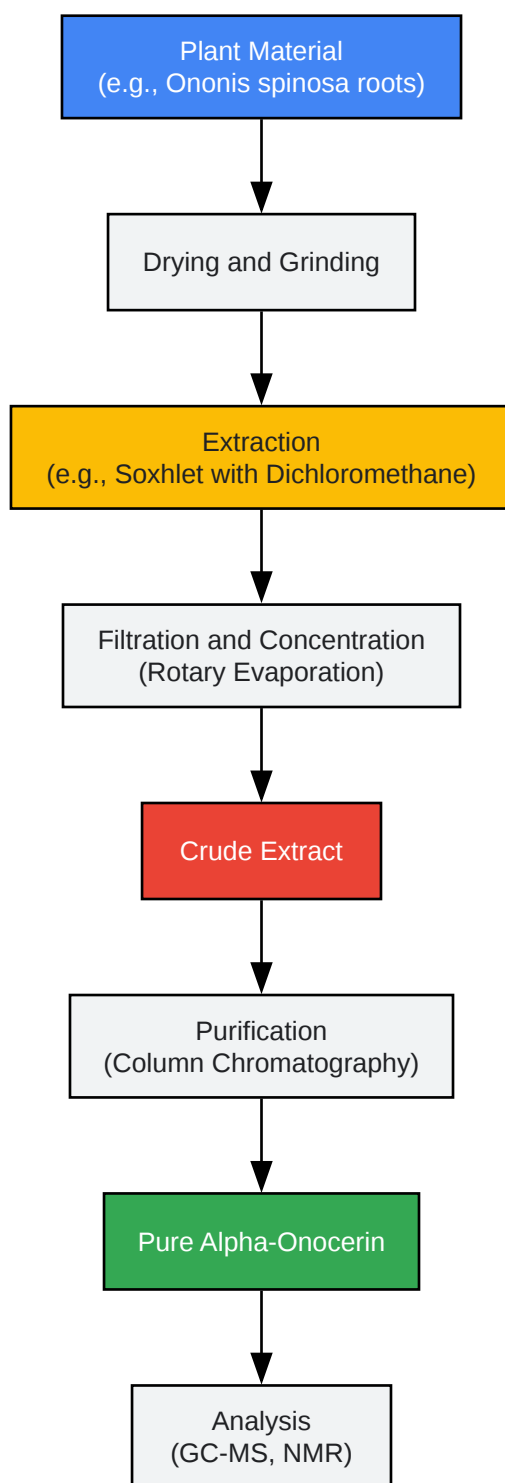 Plant Material
(e.g., Ononis spinosa roots)
Drying and Grinding
Extraction
(e.g., Soxhlet with Dichloromethane)
Filtration and Concentration
(Rotary Evaporation)
Crude Extract
Purification
(Column Chromatography)
Pure Alpha-Onocerin
Analysis
(GC-MS, NMR)